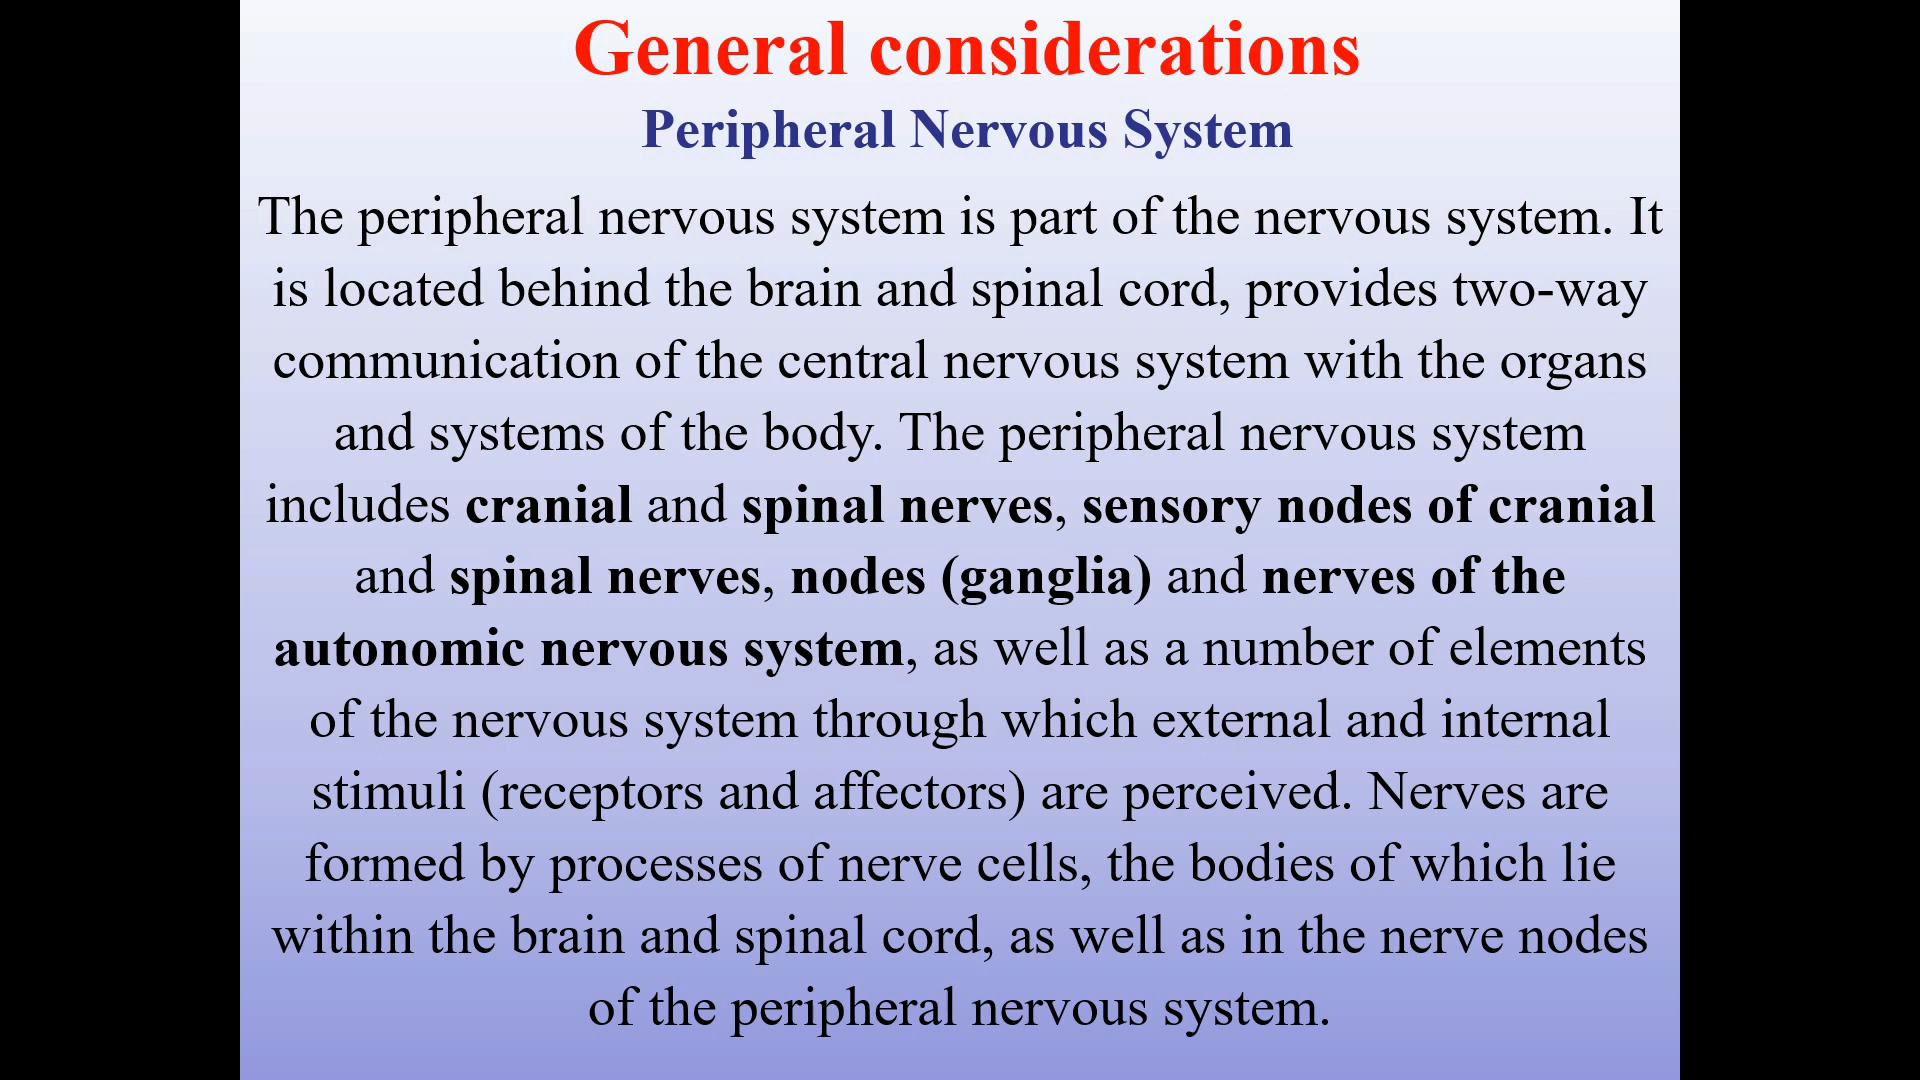 General considerations
Peripheral Nervous System
The peripheral nervous system is part of the nervous system. It
is located behind the brain and spinal cord, provides two-way
communication of the central nervous system with the organs
and systems of the body. The peripheral nervous system
includes cranial and spinal nerves, sensory nodes of cranial
and spinal nerves, nodes (ganglia) and nerves of the
autonomic nervous system, as well as a number of elements
of the nervous system through which external and internal
stimuli (receptors and affectors) are perceived. Nerves are
formed by processes of nerve cells, the bodies of which lie
within the brain and spinal cord, as well as in the nerve nodes
of the peripheral nervous system.